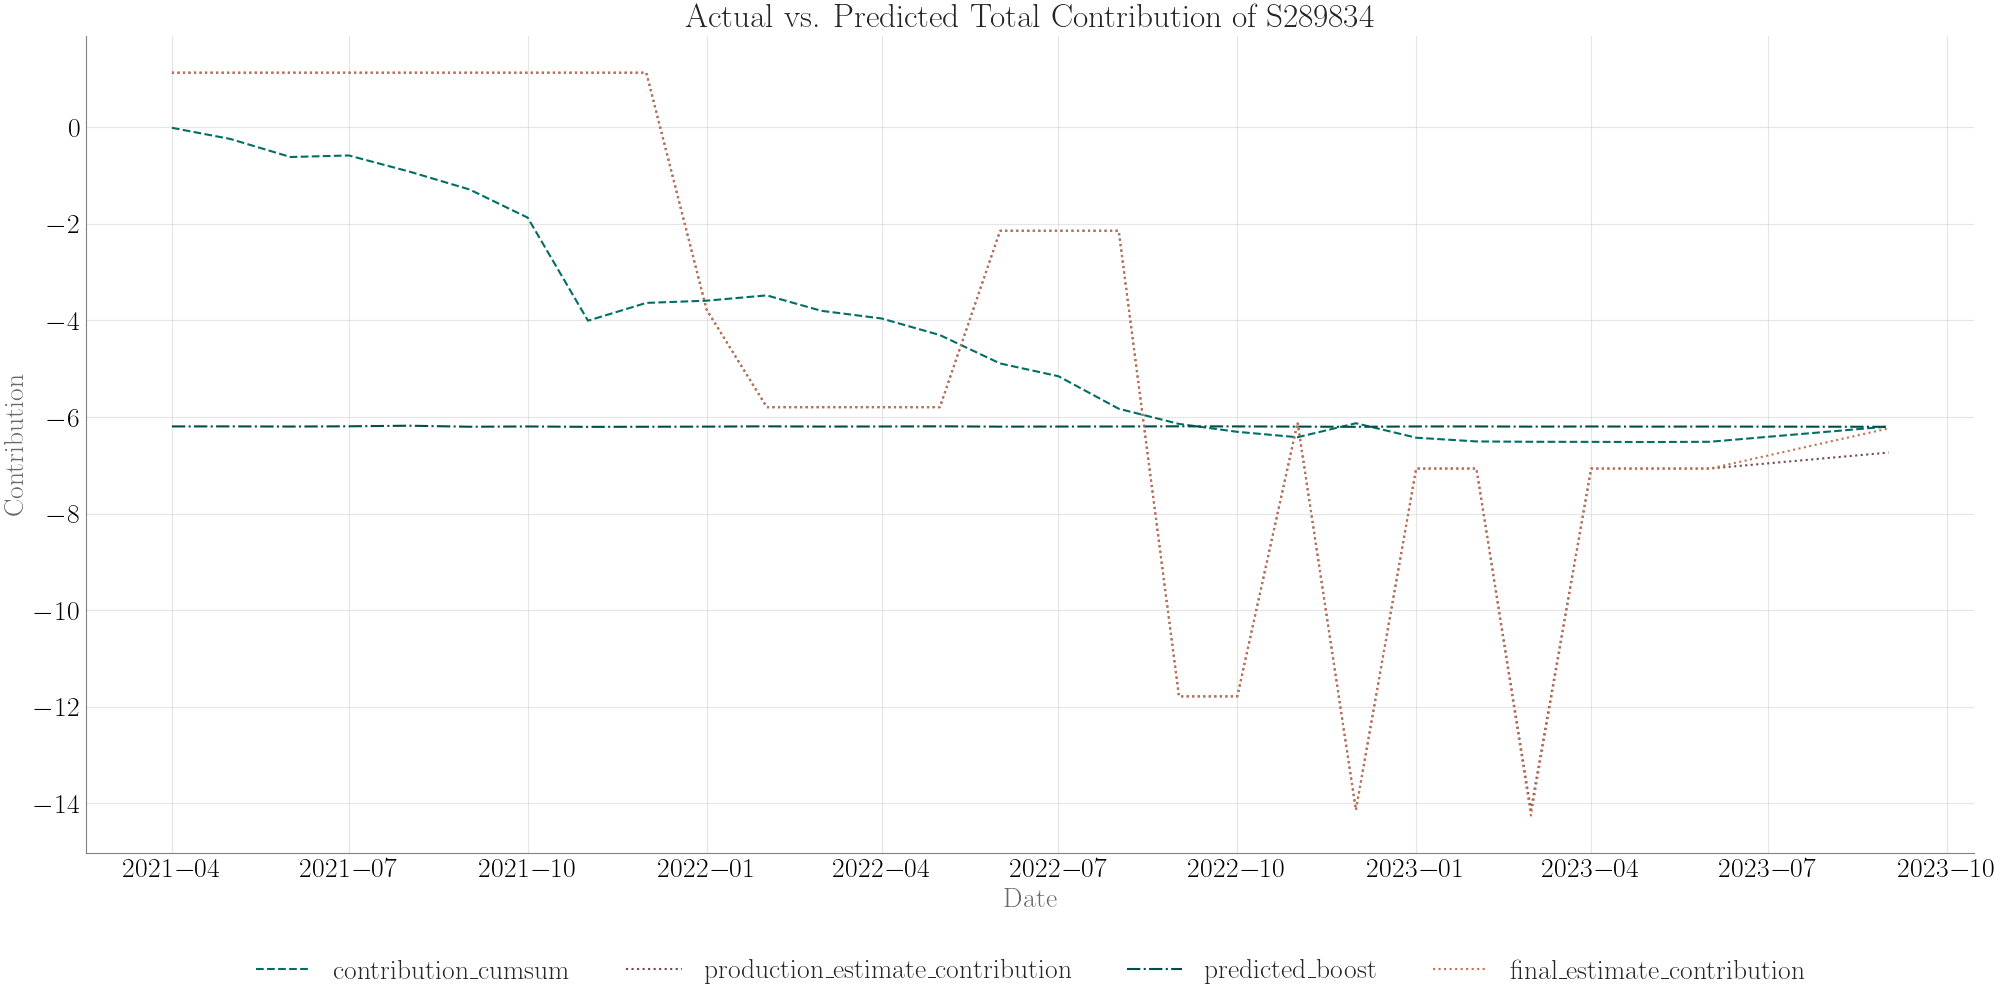 Actual vs. Predicted Total Contribution of S289834
Contribution
0
−2
−4
−6
−8
−10
−12
−14
2021−04 2021−07 2021−10 2022−01 2022−04 2022−07 2022−10 2023−01 2023−04 2023−07 2023−10
Date
contribution_cumsum production_estimate_contribution predicted_boost final_estimate_contribution